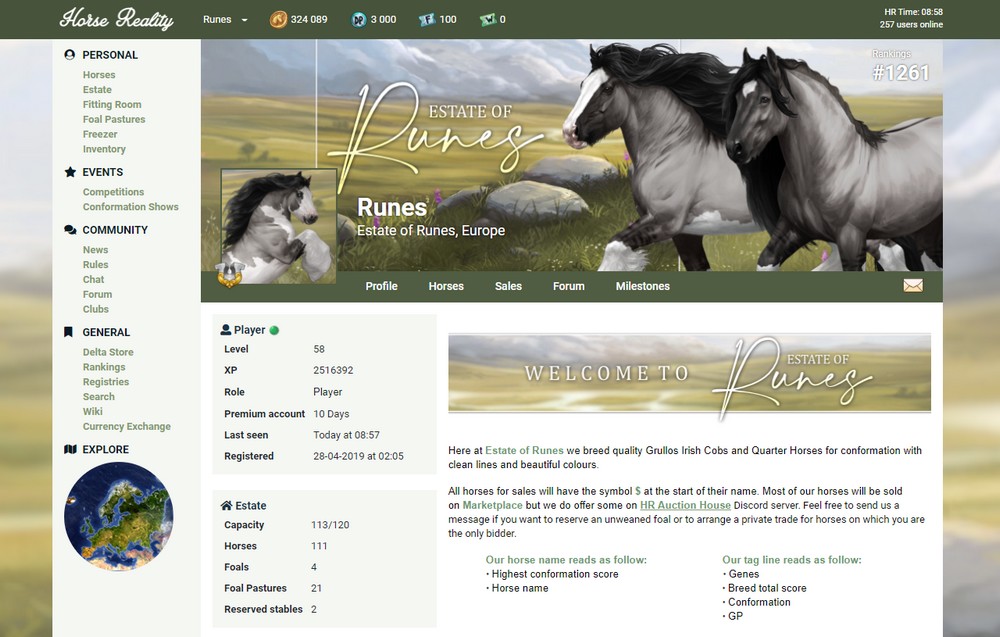 Horse Reality
Runes
324 089
3 000
100
0
HR Time: 08:58
257 users online
PERSONAL
Horses
Estate
Fitting Room
Foal Pastures
Freezer
Inventory
EVENTS
Competitions
Conformation Shows
COMMUNITY
News
Rules
Chat
Forum
Clubs
GENERAL
Delta Store
Rankings
Registries
Search
Wiki
Currency Exchange
EXPLORE
Rankings
#1261
ESTATE OF
Runes
Runes
Estate of Runes, Europe
Profile
Horses
Sales
Forum
Milestones
Player
Level 58
XP 2516392
Role Player
Premium account 10 Days
Last seen Today at 08:57
Registered 28-04-2019 at 02:05
Estate
Capacity 113/120
Horses 111
Foals 4
Foal Pastures 21
Reserved stables 2
WELCOME TO
ESTATE OF
Runes
Here at Estate of Runes we breed quality Grullos Irish Cobs and Quarter Horses for conformation with
clean lines and beautiful colours.
All horses for sales will have the symbol $ at the start of their name. Most of our horses will be sold
on Marketplace but we do offer some on HR Auction House Discord server. Feel free to send us a
message if you want to reserve an unweaned foal or to arrange a private trade for horses on which you are
the only bidder.
Our horse name reads as follow:
• Highest conformation score
• Horse name
Our tag line reads as follow:
• Genes
• Breed total score
• Conformation
• GP